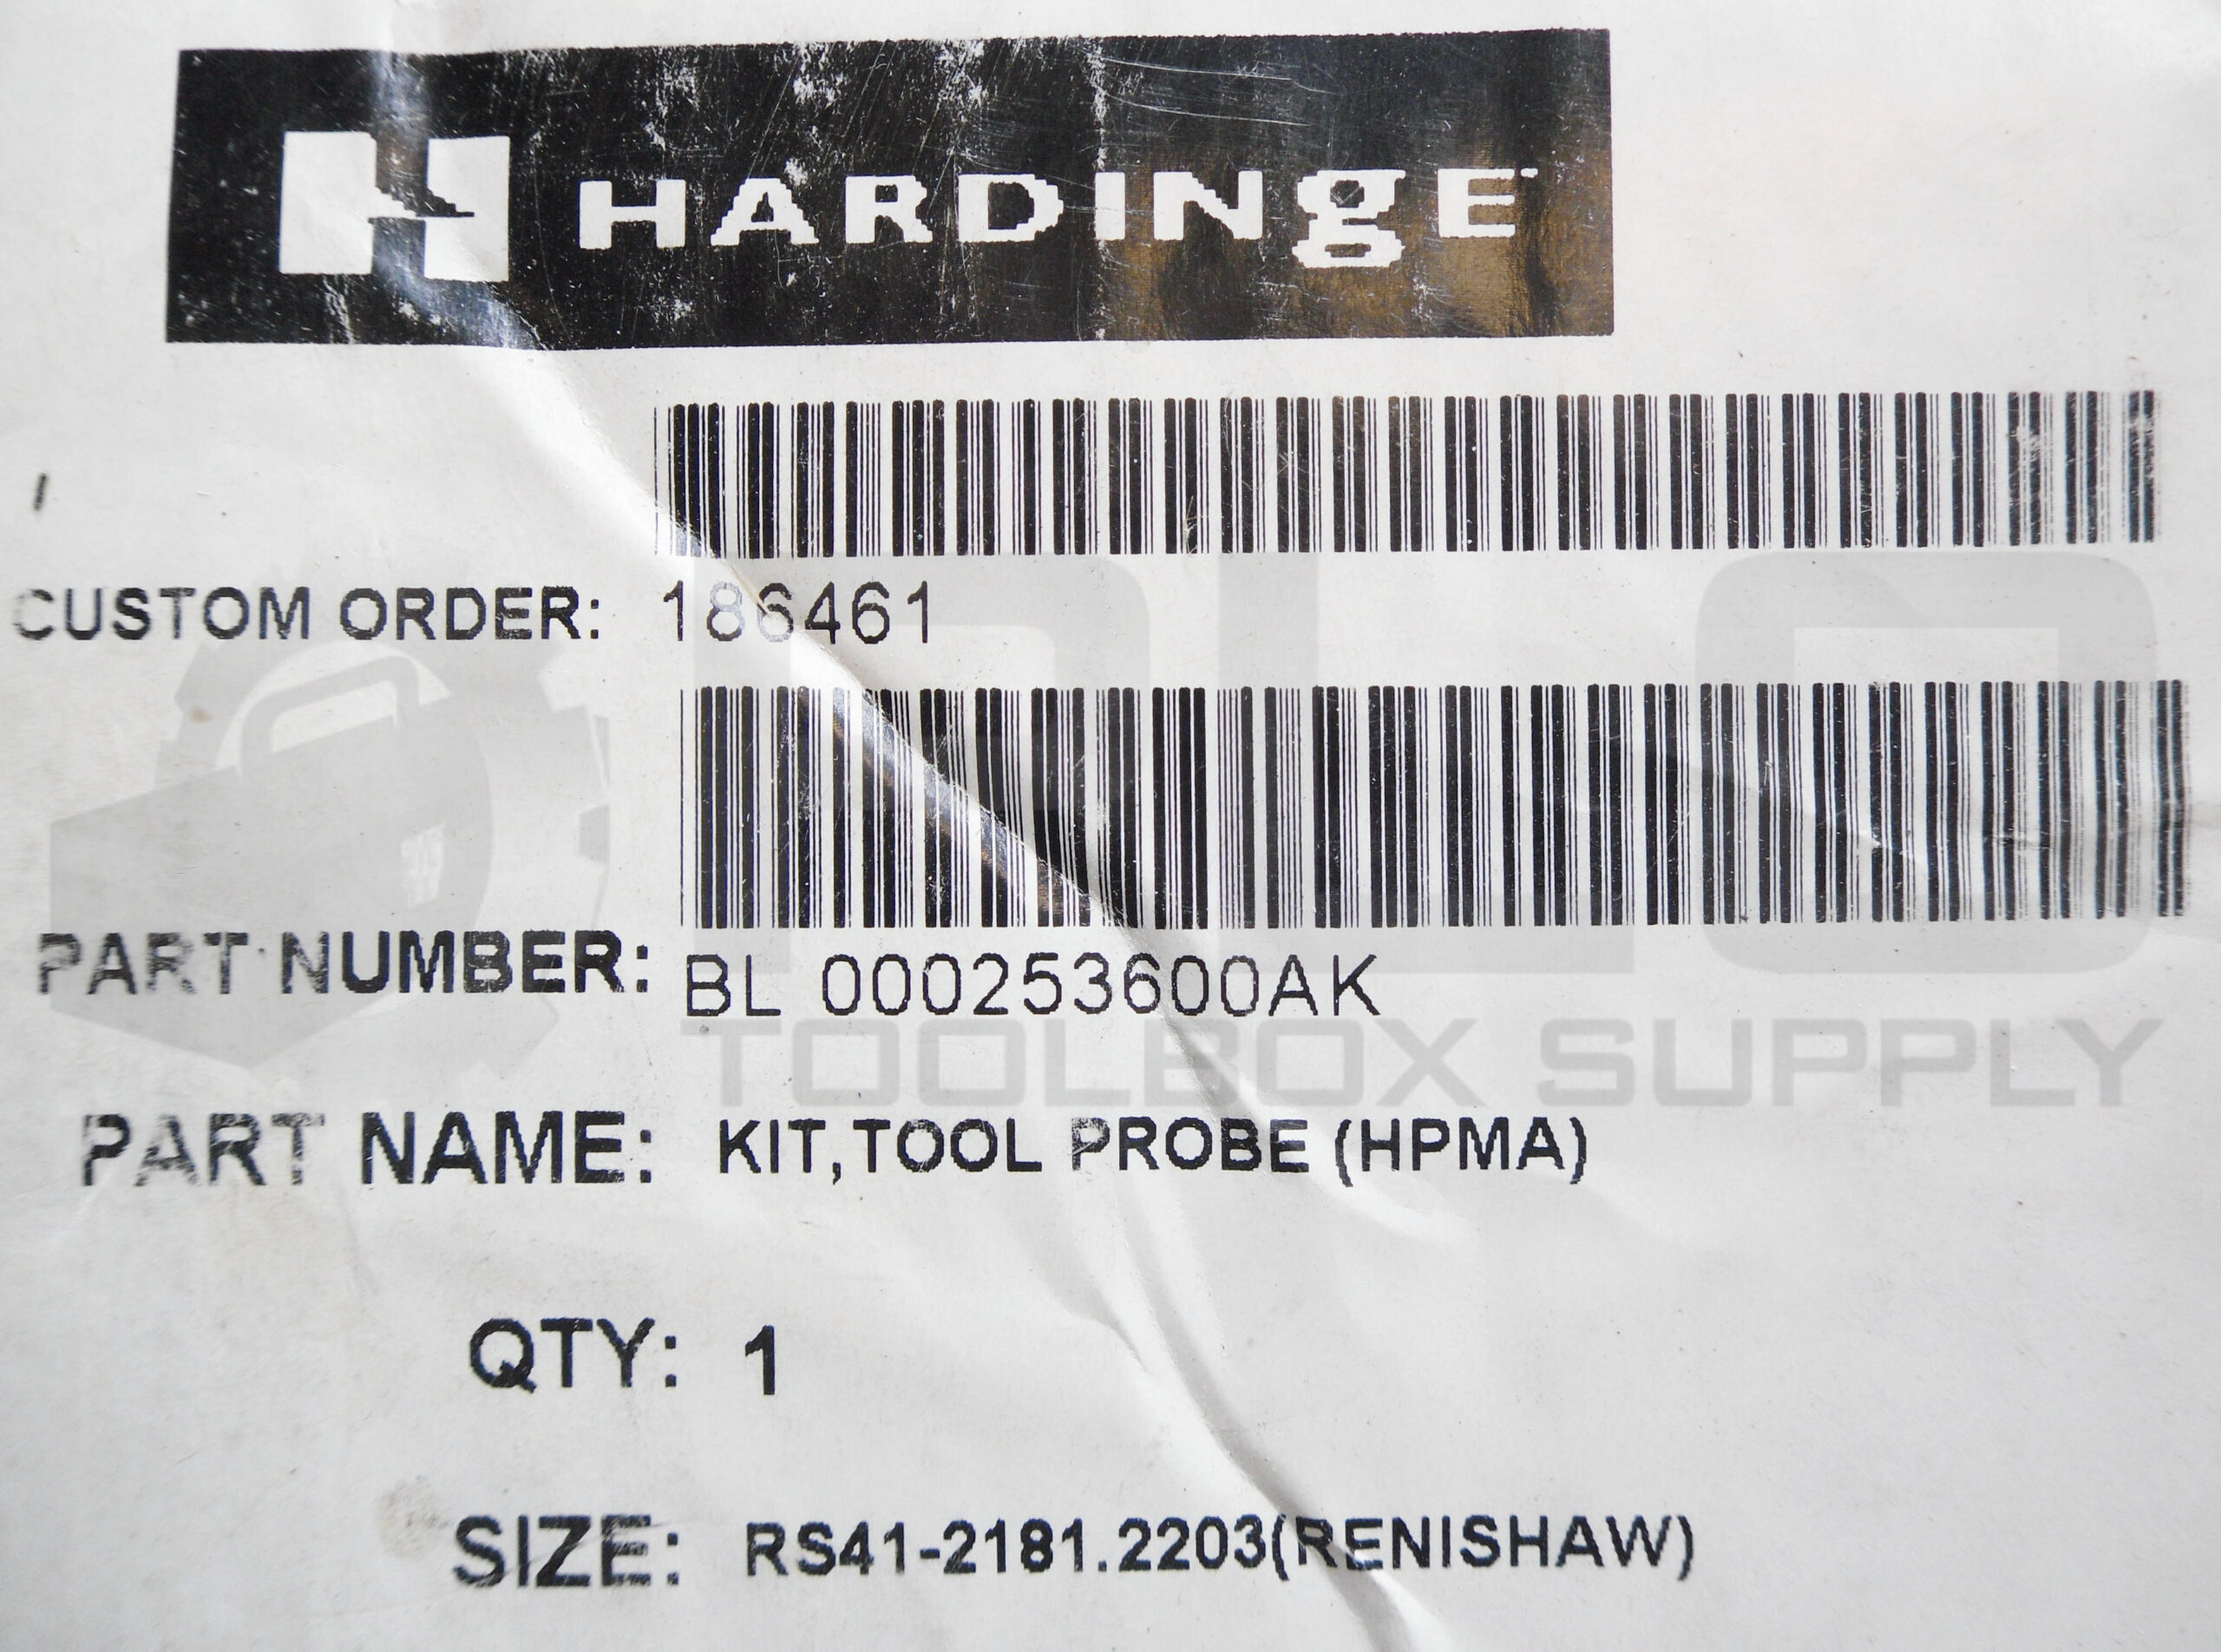 HARDINgE
CUSTOM ORDER: 186461
PART NUMBER: BL 000253600AK
TOOLBOX SUPPLY
PART NAME: KIT,TOOL PROBE (HPMA)
QTY: 1
SIZE: RS41-2181.2203(RENISHAW)